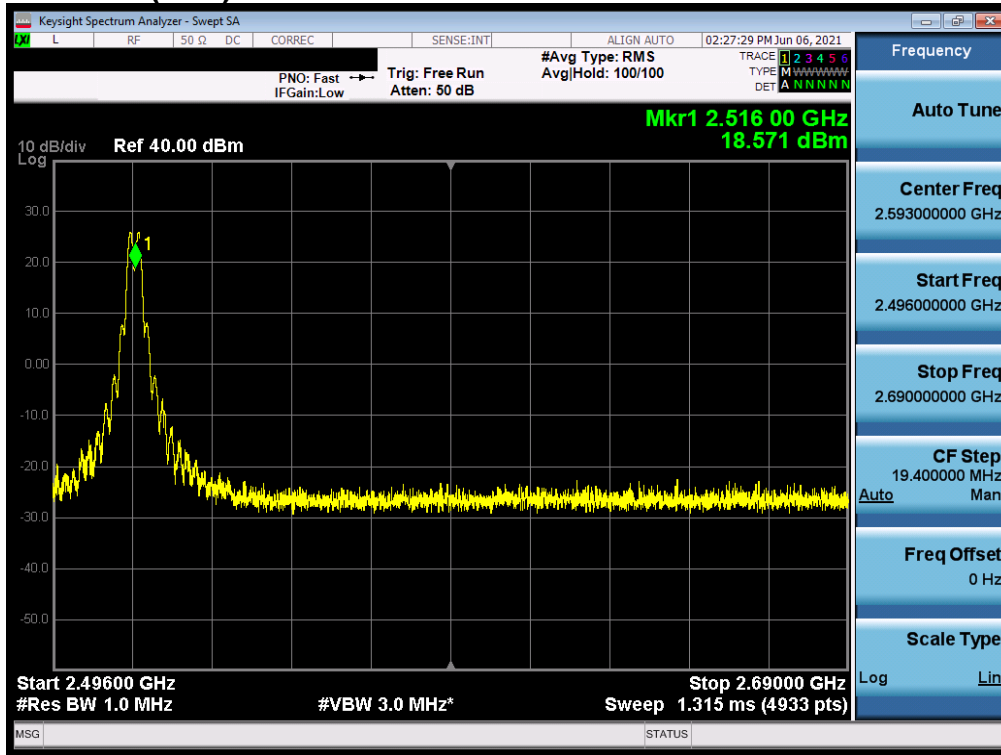 Keysight Spectrum Analyzer - Swept SA
LXI L RF 50 Ω DC CORREC SENSE:INT ALIGN AUTO 02:27:29 PM Jun 06, 2021
PNO: Fast
IFGain:Low
Trig: Free Run
Atten: 50 dB
#Avg Type: RMS
Avg|Hold: 100/100
TRACE 1 2 3 4 5 6
TYPE M WWWWW
DET A N N N N N
Mkr1 2.516 00 GHz
18.571 dBm
10 dB/div Ref 40.00 dBm
Log
30.0
20.0
10.0
0.00
-10.0
-20.0
-30.0
-40.0
-50.0
1
Start 2.49600 GHz Stop 2.69000 GHz
#Res BW 1.0 MHz #VBW 3.0 MHz* Sweep 1.315 ms (4933 pts)
MSG STATUS
Frequency
Auto Tune
Center Freq
2.593000000 GHz
Start Freq
2.496000000 GHz
Stop Freq
2.690000000 GHz
CF Step
19.400000 MHz
Auto Man
Freq Offset
0 Hz
Scale Type
Log Lin